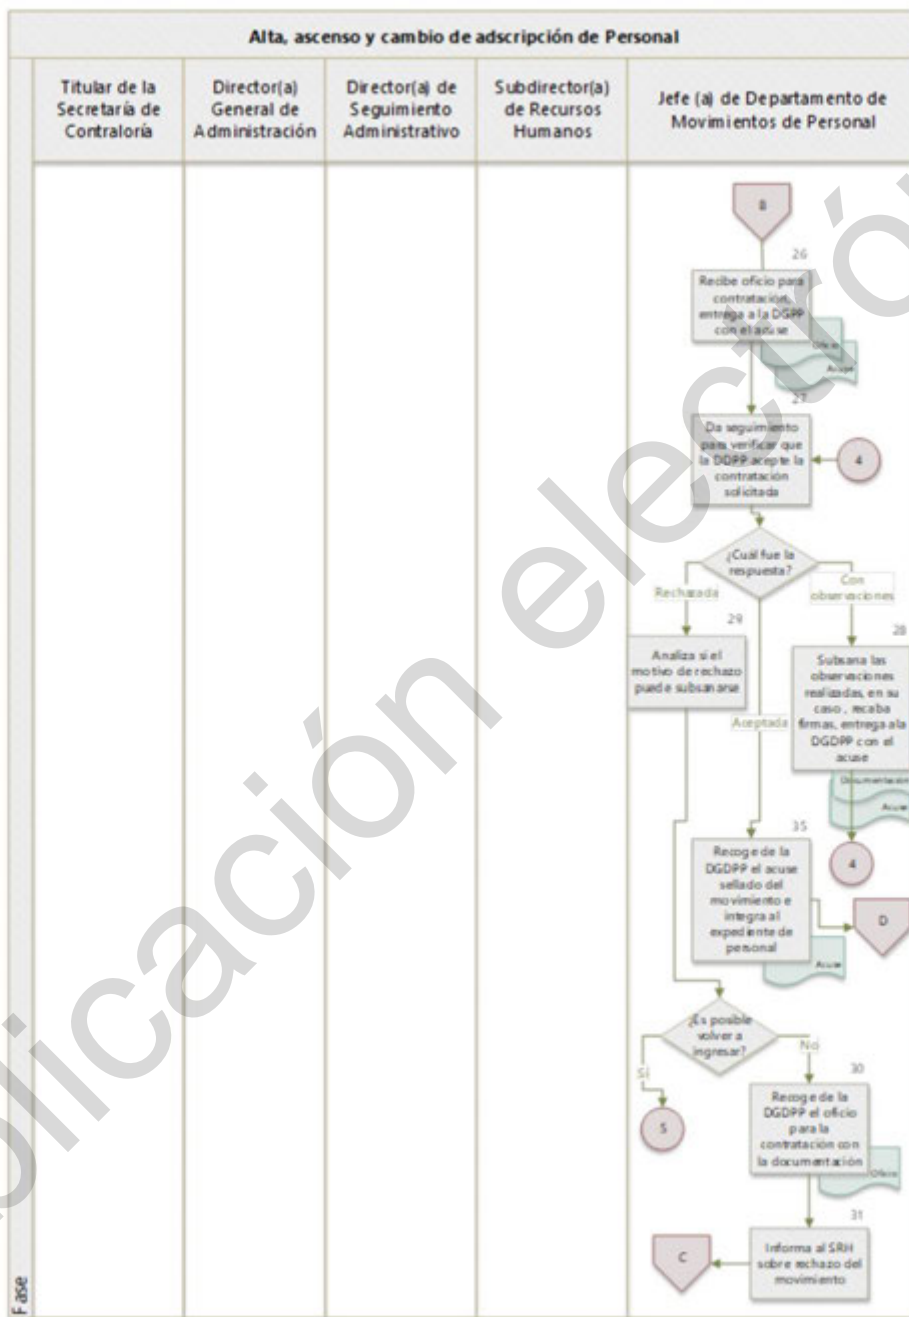 Alta, ascenso y cambio de adscripción de Personal
Titular de la
Secretaría de
Contraloría
Director(a)
General de
Administración
Director(a) de
Seguimiento
Administrativo
Subdirector(a)
de Recursos
Humanos
Jefe (a) de Departamento de
Movimientos de Personal
B
26
Recibe oficio para
contratación,
entrega a la DGPP
con el acuse
Oficio
Acuse
27
Da seguimiento
para verificar que
la DDPP acepte la
contratación
solicitada
4
¿Cuál fue la
respuesta?
Rechazada
Con
observaciones
29
28
Analiza si el
motivo de rechazo
puede subsanarse
Subsana las
observaciones
realizadas, en su
caso , recaba
firmas, entrega a la
DGDPP con el
acuse
Aceptada
Documentación
Acuse
35
4
Recoge de la
DGDPP el acuse
sellado del
movimiento e
integra al
expediente de
personal
D
Acuse
¿Es posible
volver a
ingresar?
Sí
No
30
5
Recoge de la
DGDPP el oficio
para la
contratación con
la documentación
Oficio
31
C
Informa al SRH
sobre rechazo del
movimiento
Fase
plicación electrón